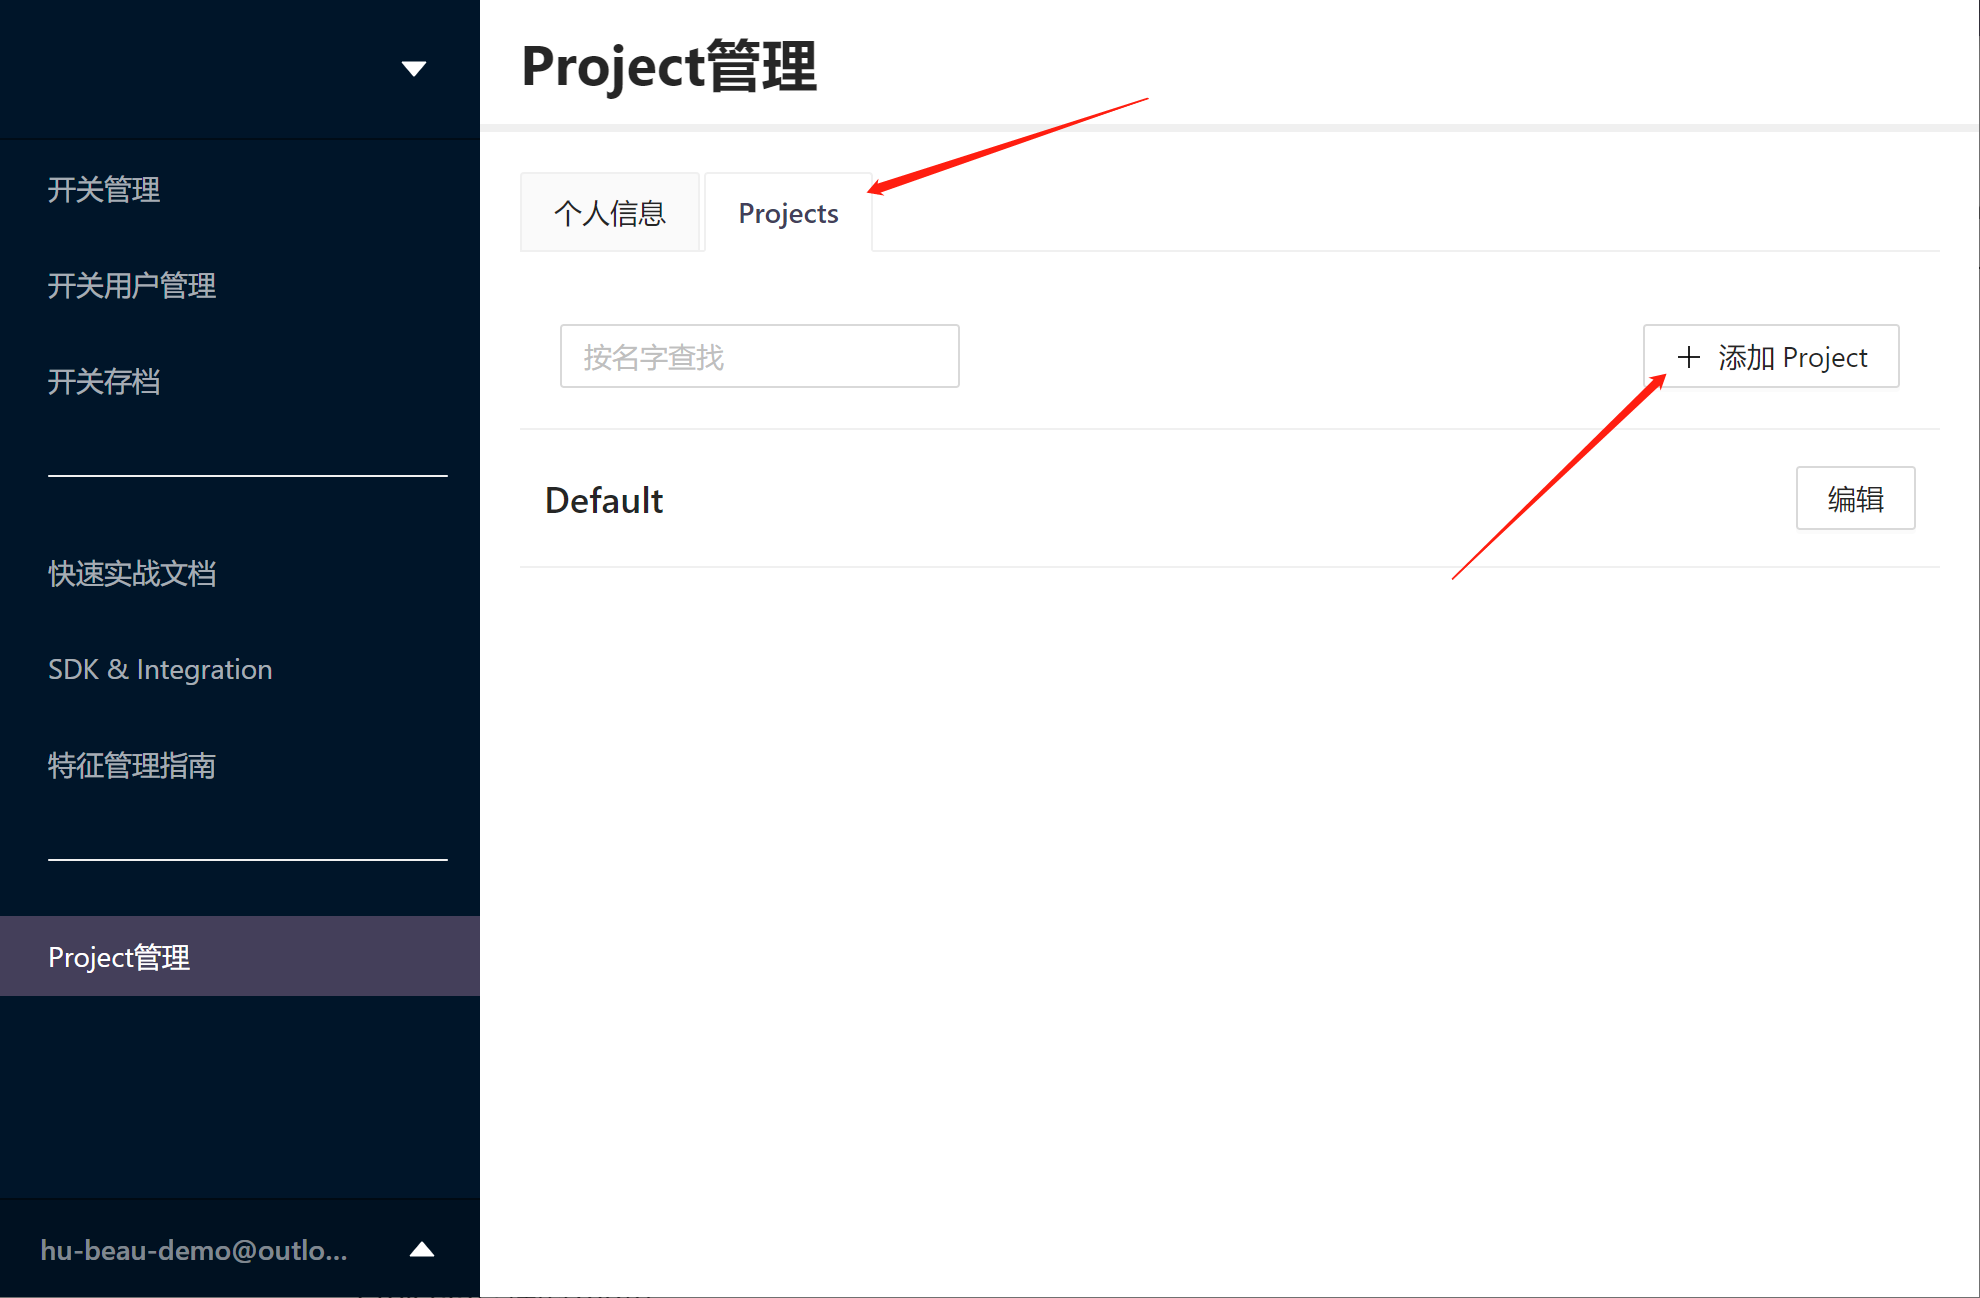 Project管理
开关管理
开关用户管理
开关存档
快速实战文档
SDK & Integration
特征管理指南
Project管理
hu-beau-demo@outlo...
个人信息
Projects
按名字查找
添加 Project
Default
编辑